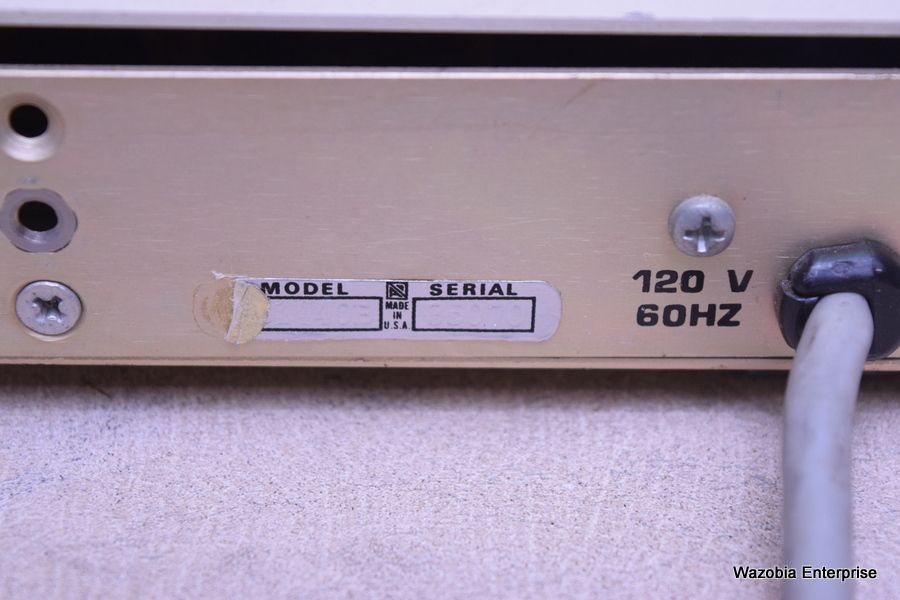 MODEL SERIAL
MADE
IN
U.S.A.
120 V
60HZ
Wazobia Enterprise